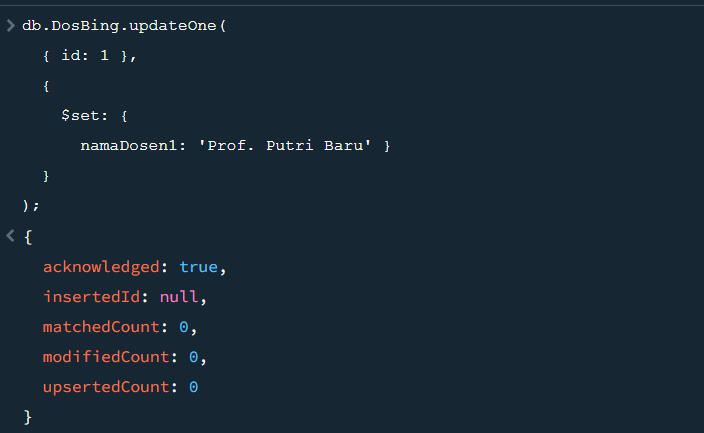 db.DosBing.updateOne(
{ id: 1 },
{
$set: {
namaDosen1: 'Prof. Putri Baru' }
}
);
{
acknowledged: true,
insertedId: null,
matchedCount: 0,
modifiedCount: 0,
upsertedCount: 0
}